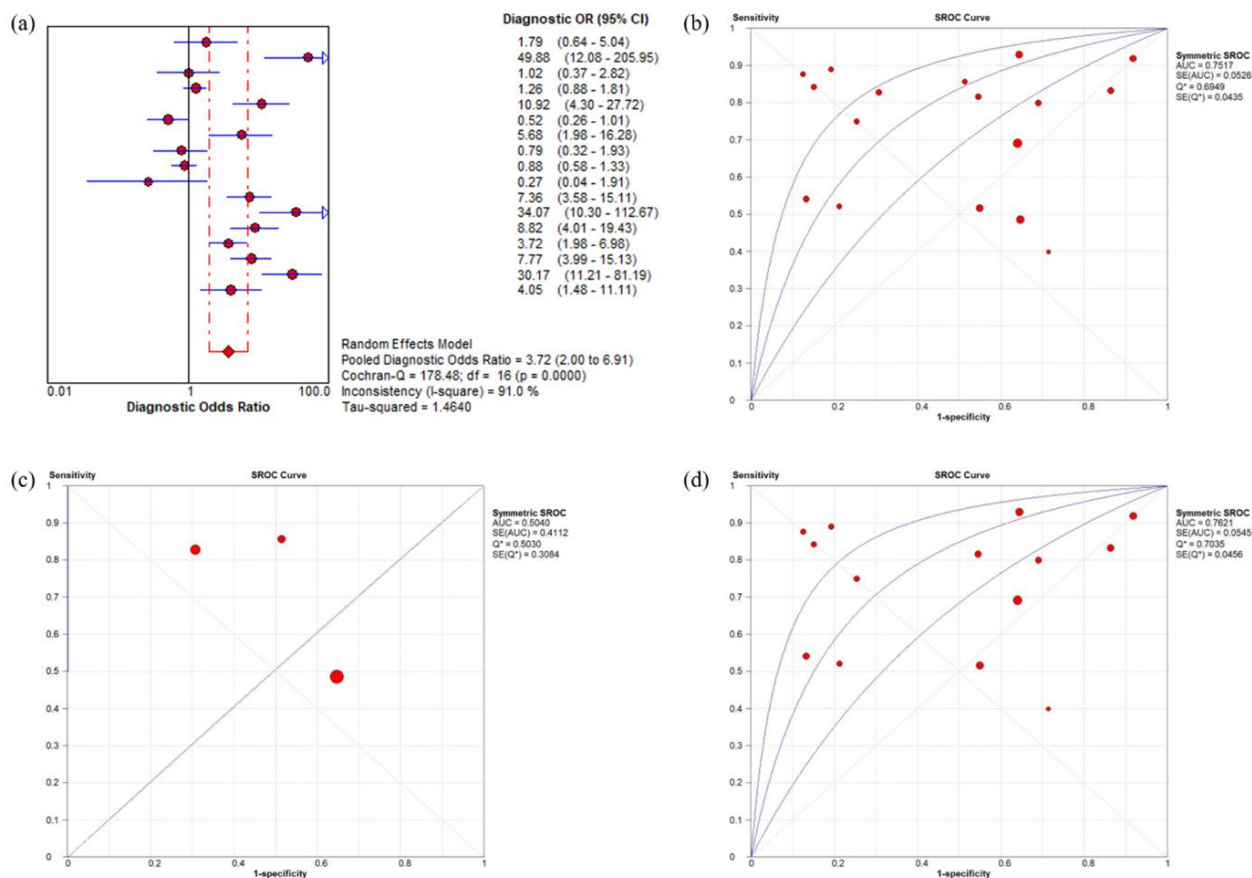 (a)
Diagnostic OR (95% CI)
1.79 (0.64 - 5.04)
49.88 (12.08 - 205.95)
1.02 (0.37 - 2.82)
1.26 (0.88 - 1.81)
10.92 (4.30 - 27.72)
0.52 (0.26 - 1.01)
5.68 (1.98 - 16.28)
0.79 (0.32 - 1.93)
0.88 (0.58 - 1.33)
0.27 (0.04 - 1.91)
7.36 (3.58 - 15.11)
34.07 (10.30 - 112.67)
8.82 (4.01 - 19.43)
3.72 (1.98 - 6.98)
7.77 (3.99 - 15.13)
30.17 (11.21 - 81.19)
4.05 (1.48 - 11.11)
Random Effects Model
Pooled Diagnostic Odds Ratio = 3.72 (2.00 to 6.91)
Cochran-Q = 178.48; df = 16 (p = 0.0000)
Inconsistency (I-square) = 91.0 %
Tau-squared = 1.4640
0.01 1 100.0
Diagnostic Odds Ratio
(b)
Sensitivity SROC Curve
1
0.9
0.8
0.7
0.6
0.5
0.4
0.3
0.2
0.1
0
0 0.2 0.4 0.6 0.8 1
1-specificity
Symmetric SROC
AUC = 0.7517
SE(AUC) = 0.0526
Q* = 0.6949
SE(Q*) = 0.0435
(c)
Sensitivity SROC Curve
1
0.9
0.8
0.7
0.6
0.5
0.4
0.3
0.2
0.1
0
0 0.2 0.4 0.6 0.8 1
1-specificity
Symmetric SROC
AUC = 0.5040
SE(AUC) = 0.4112
Q* = 0.5030
SE(Q*) = 0.3084
(d)
Sensitivity SROC Curve
1
0.9
0.8
0.7
0.6
0.5
0.4
0.3
0.2
0.1
0
0 0.2 0.4 0.6 0.8 1
1-specificity
Symmetric SROC
AUC = 0.7621
SE(AUC) = 0.0545
Q* = 0.7035
SE(Q*) = 0.0456